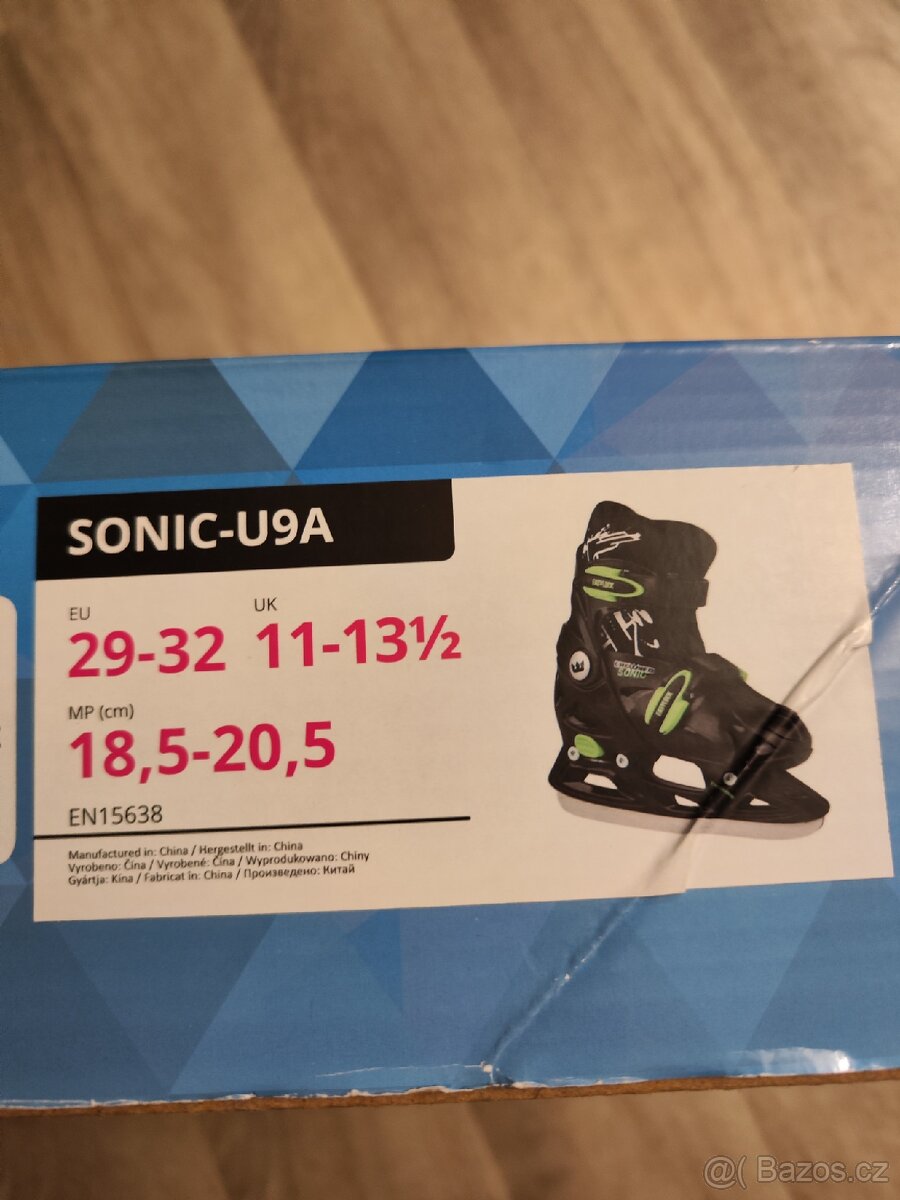 SONIC-U9A
EU
UK
29-32
11-13½
MP (cm)
18,5-20,5
EN15638
Manufactured in: China / Hergestellt in: China
Vyrobeno: Čína / Vyrobené: Čína / Wyprodukowano: Chiny
Gyártja: Kína / Fabricat în: China / Произведено: Китай
SONIC
@( Bazos.cz